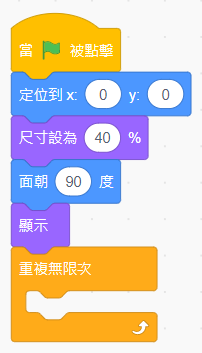 當 被點擊
定位到 x: 0 y: 0
尺寸設為 40 %
面朝 90 度
顯示
重複無限次